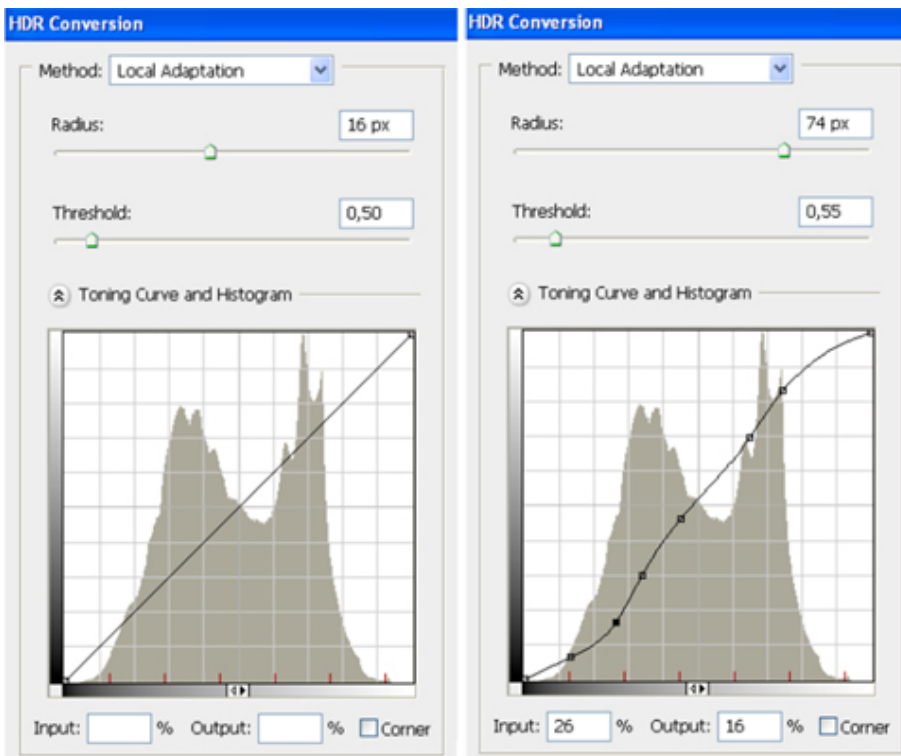 HDR Conversion
Method: Local Adaptation
Radius: 16 px
Threshold: 0,50
Toning Curve and Histogram
Input: % Output: % Corner
HDR Conversion
Method: Local Adaptation
Radius: 74 px
Threshold: 0,55
Toning Curve and Histogram
Input: 26 % Output: 16 % Corner